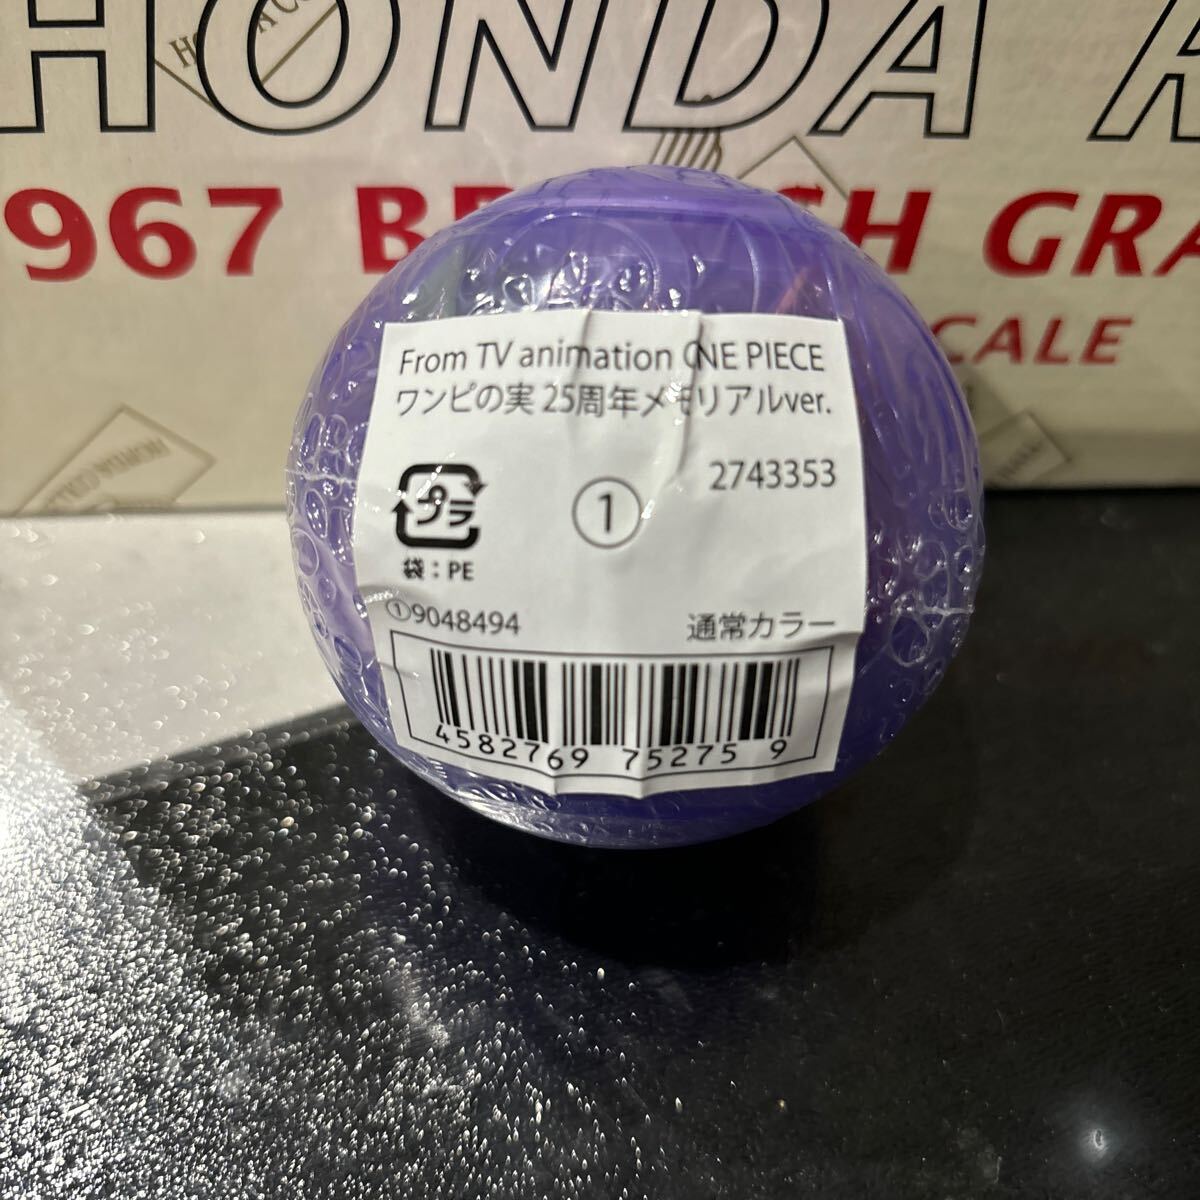 HONDA
967 BRITISH GRA
CALE
From TV animation ONE PIECE
ワンピの実 25周年メモリアルver.
2743353
プラ
①
袋：PE
①9048494
通常カラー
4582769 75275 9